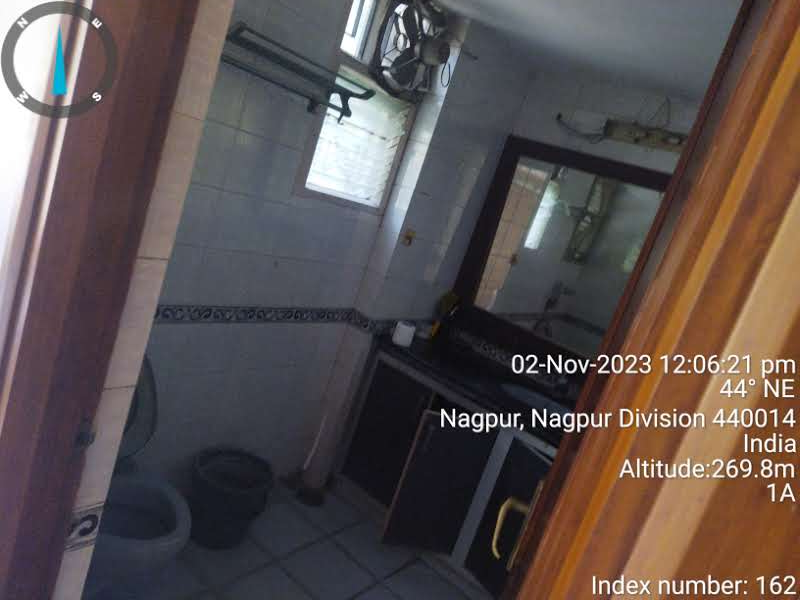 N
E
W
S
02-Nov-2023 12:06:21 pm
44° NE
Nagpur, Nagpur Division 440014
India
Altitude:269.8m
1A
Index number: 162